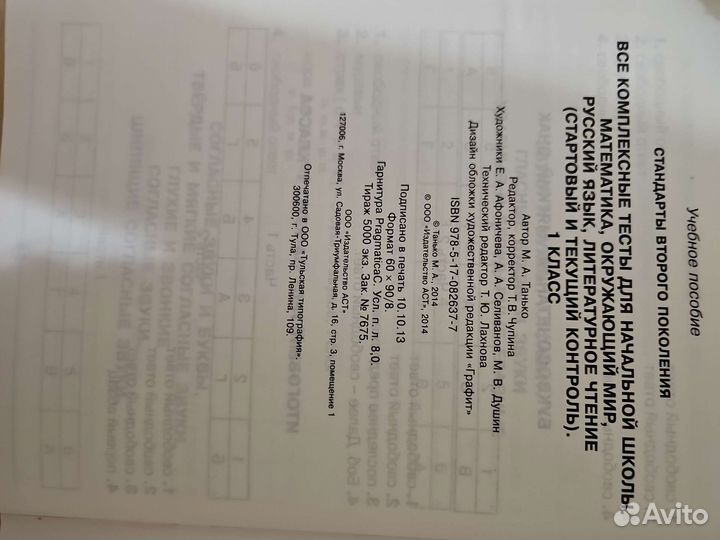 Учебное пособие
СТАНДАРТЫ ВТОРОГО ПОКОЛЕНИЯ
ВСЕ КОМПЛЕКСНЫЕ ТЕСТЫ ДЛЯ НАЧАЛЬНОЙ ШКОЛЫ.
МАТЕМАТИКА, ОКРУЖАЮЩИЙ МИР,
РУССКИЙ ЯЗЫК, ЛИТЕРАТУРНОЕ ЧТЕНИЕ
(СТАРТОВЫЙ И ТЕКУЩИЙ КОНТРОЛЬ).
1 КЛАСС
Автор М. А. Танько
Редактор, корректор Т.В. Чупина
Художники Е. А. Афоничева, А. А. Селиванов, М. В. Душин
Технический редактор Т. Ю. Лахнова
Дизайн обложки художественной редакции «Графит»
ISBN 978-5-17-082637-7
© Танько М. А., 2014
© ООО «Издательство АСТ», 2014
Подписано в печать 10.10.13
Формат 60 × 90/8.
Гарнитура PragmaticaC. Усл. п. л. 8,0.
Тираж 5000 экз. Зак. № 7675.
ООО «Издательство АСТ»
127006, г. Москва, ул. Садовая-Триумфальная, д. 16, стр. 3, помещение 1
Отпечатано в ООО «Тульская типография».
300600, г. Тула, пр. Ленина, 109.
Avito